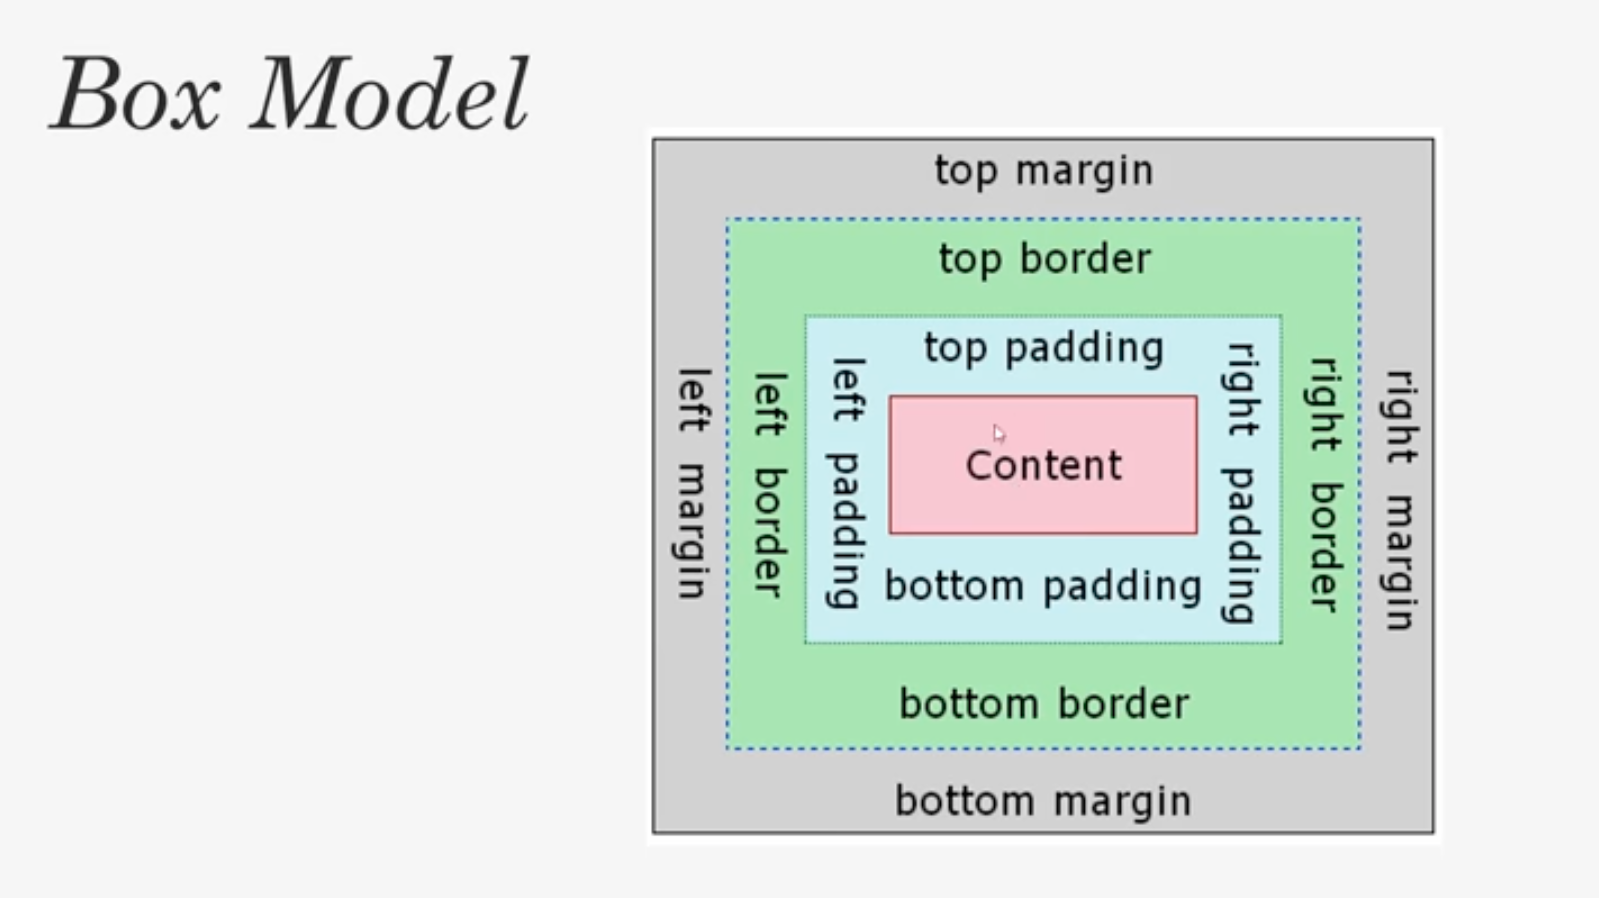 Box Model
top margin
top border
top padding
left margin
left border
left padding
Content
right padding
right border
right margin
bottom padding
bottom border
bottom margin